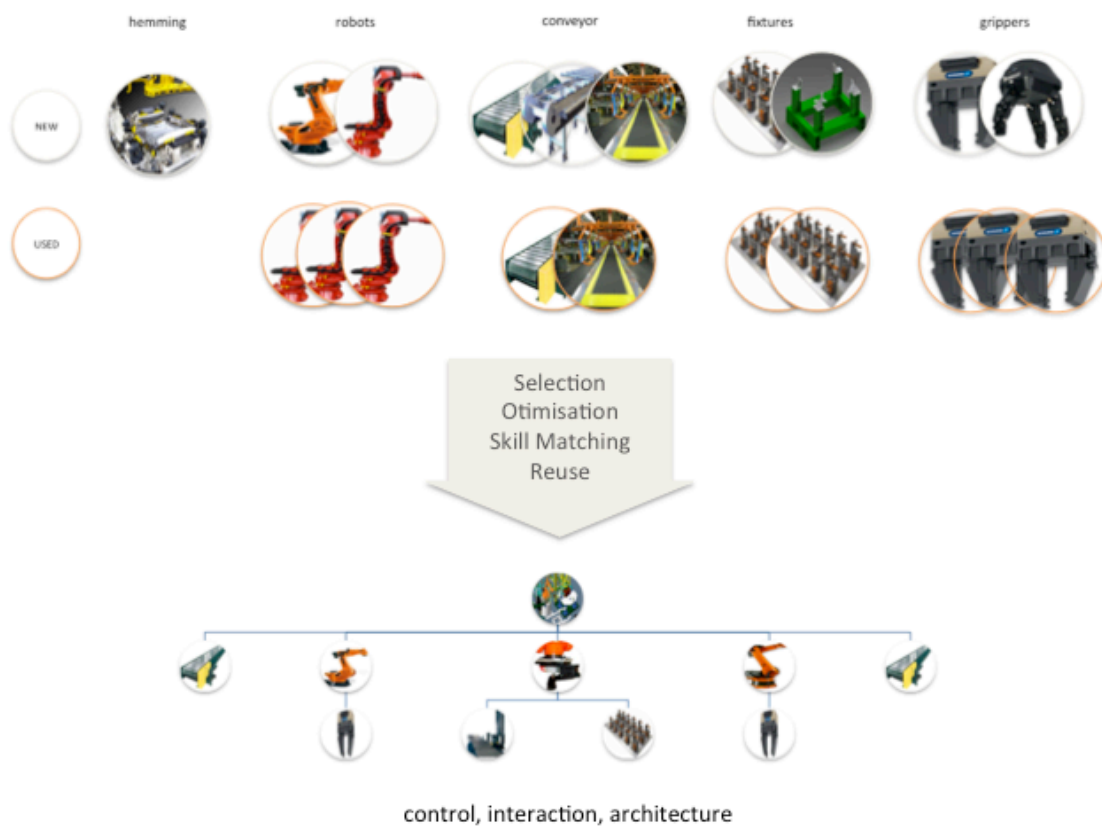 hemming
robots
conveyor
fixtures
grippers
NEW
USED
Selection
Otimisation
Skill Matching
Reuse
control, interaction, architecture